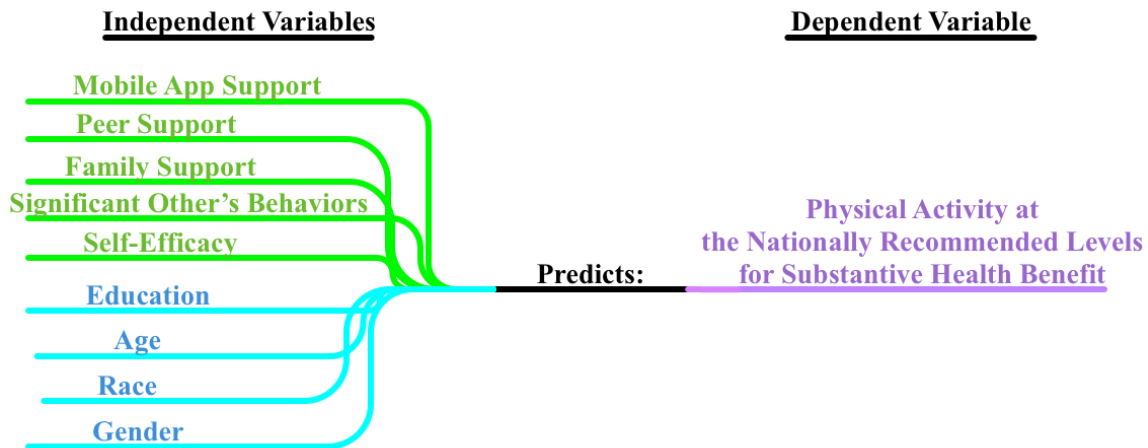 Independent Variables
Dependent Variable
Mobile App Support
Peer Support
Family Support
Significant Other’s Behaviors
Self-Efficacy
Education
Age
Race
Gender
Predicts:
Physical Activity at
the Nationally Recommended Levels
for Substantive Health Benefit